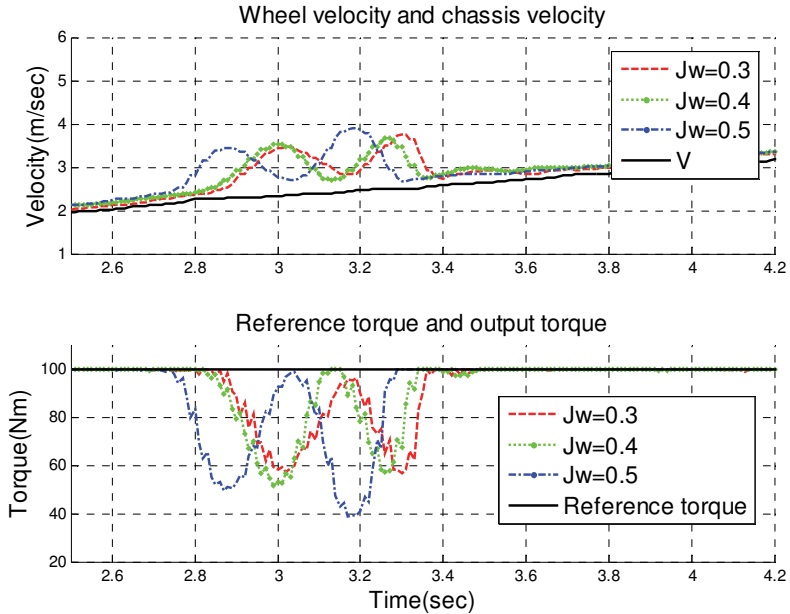 Wheel velocity and chassis velocity
Velocity(m/sec)
6
5
4
3
2
1
Jw=0.3
Jw=0.4
Jw=0.5
V
2.6 2.8 3 3.2 3.4 3.6 3.8 4 4.2
Reference torque and output torque
Torque(Nm)
100
80
60
40
20
Jw=0.3
Jw=0.4
Jw=0.5
Reference torque
2.6 2.8 3 3.2 3.4 3.6 3.8 4 4.2
Time(sec)